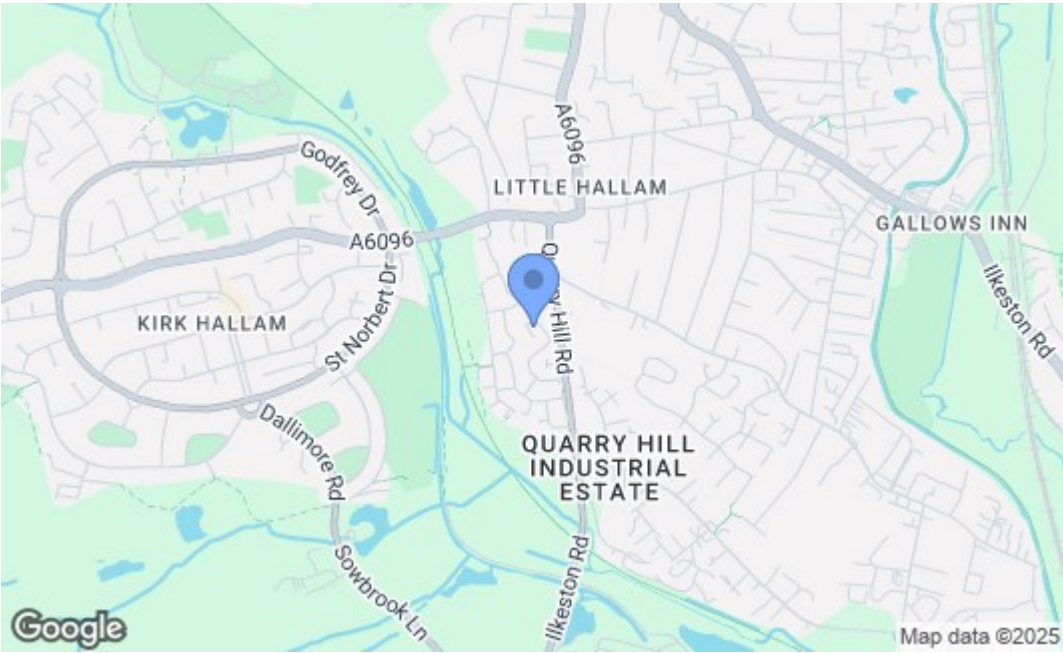 Godfrey Dr
A6096
LITTLE HALLAM
A6096
GALLOWS INN
Quarry Hill Rd
Ilkeston Rd
KIRK HALLAM
St Norbert Dr
Dallimore Rd
QUARRY HILL
INDUSTRIAL
ESTATE
Sowbrook Ln
Ilkeston Rd
Google
Map data ©2025